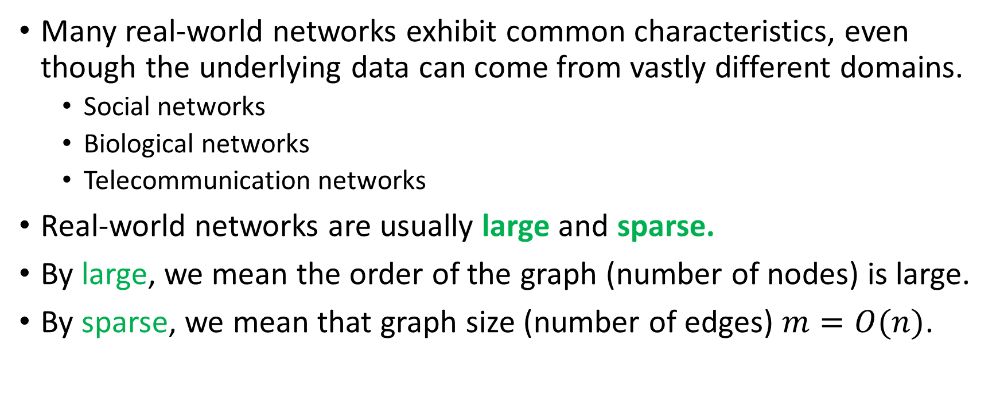 • Many real-world networks exhibit common characteristics, even
though the underlying data can come from vastly different domains.
• Social networks
• Biological networks
• Telecommunication networks
• Real-world networks are usually large and sparse.
• By large, we mean the order of the graph (number of nodes) is large.
• By sparse, we mean that graph size (number of edges) m = O(n).